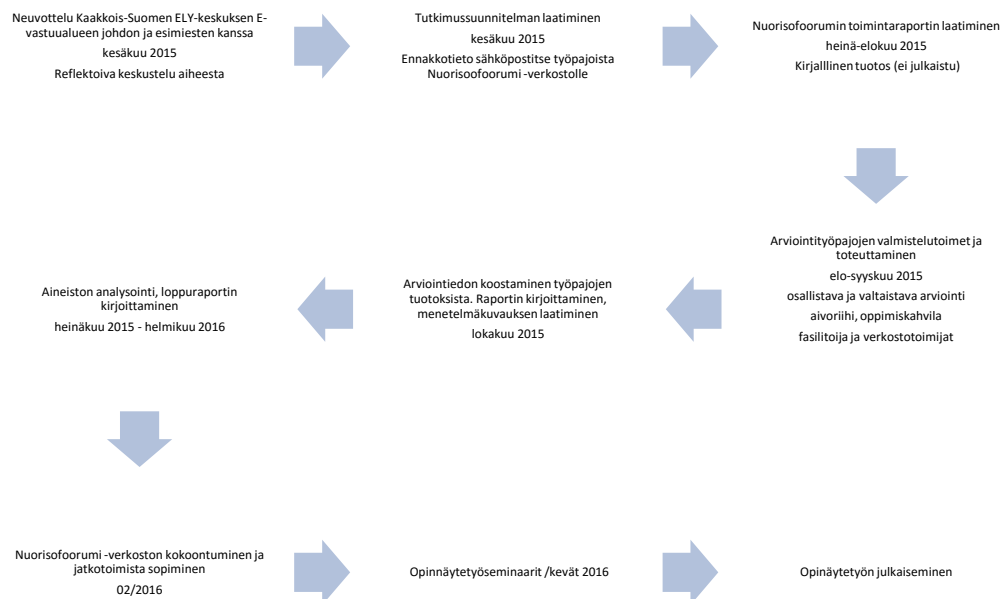 Neuvottelu Kaakkois-Suomen ELY-keskuksen E-
vastuualueen johdon ja esimiesten kanssa
kesäkuu 2015
Reflektoiva keskustelu aiheesta
Tutkimussuunnitelman laatiminen
kesäkuu 2015
Ennakkotieto sähköpostitse työpajoista
Nuorisoofoorumi -verkostolle
Nuorisofoorumin toimintaraportin laatiminen
heinä-elokuu 2015
Kirjalllinen tuotos (ei julkaistu)
Arviointityöpajojen valmistelutoimet ja
toteuttaminen
elo-syyskuu 2015
osallistava ja valtaistava arviointi
aivoriihi, oppimiskahvila
fasilitoija ja verkostotoimijat
Arviointiedon koostaminen työpajojen
tuotoksista. Raportin kirjoittaminen,
menetelmäkuvauksen laatiminen
lokakuu 2015
Aineiston analysointi, loppuraportin
kirjoittaminen
heinäkuu 2015 - helmikuu 2016
Nuorisofoorumi -verkoston kokoontuminen ja
jatkotoimista sopiminen
02/2016
Opinnäytetyöseminaarit /kevät 2016
Opinäytetyön julkaiseminen